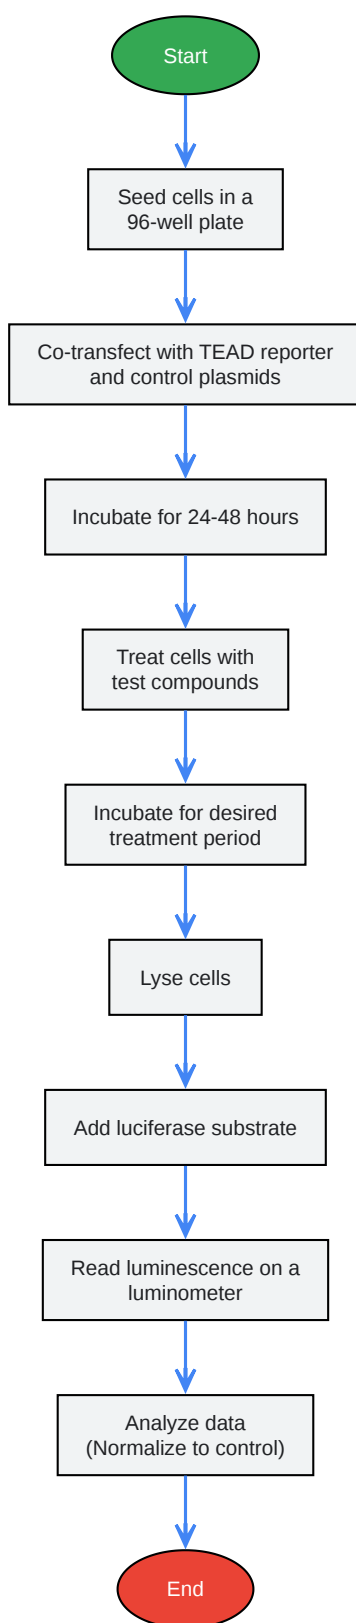 Start
Seed cells in a
96-well plate
Co-transfect with TEAD reporter
and control plasmids
Incubate for 24-48 hours
Treat cells with
test compounds
Incubate for desired
treatment period
Lyse cells
Add luciferase substrate
Read luminescence on a
luminometer
Analyze data
(Normalize to control)
End